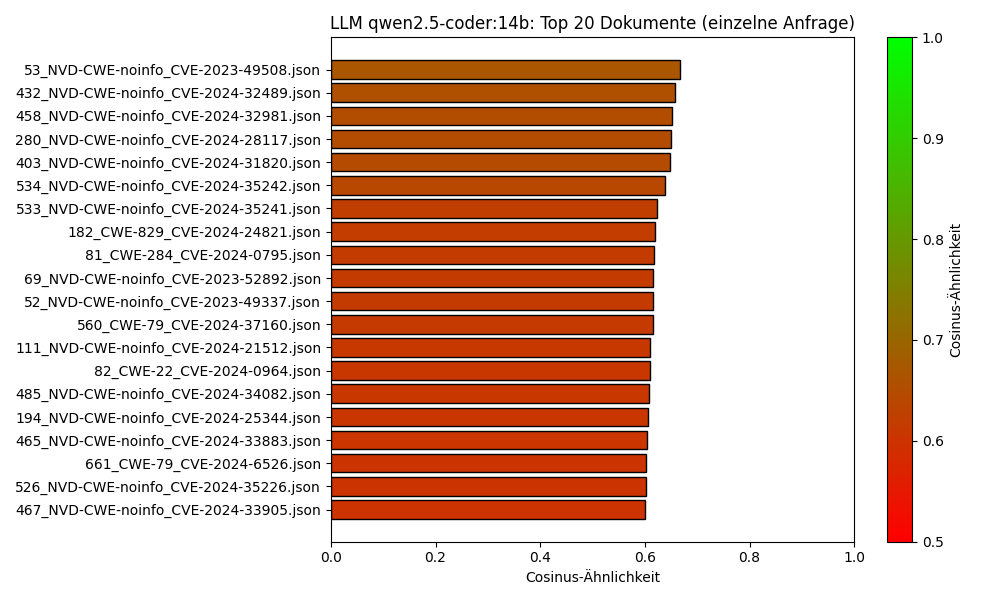 LLM qwen2.5-coder:14b: Top 20 Dokumente (einzelne Anfrage)
53_NVD-CWE-noinfo_CVE-2023-49508.json
432_NVD-CWE-noinfo_CVE-2024-32489.json
458_NVD-CWE-noinfo_CVE-2024-32981.json
280_NVD-CWE-noinfo_CVE-2024-28117.json
403_NVD-CWE-noinfo_CVE-2024-31820.json
534_NVD-CWE-noinfo_CVE-2024-35242.json
533_NVD-CWE-noinfo_CVE-2024-35241.json
182_CWE-829_CVE-2024-24821.json
81_CWE-284_CVE-2024-0795.json
69_NVD-CWE-noinfo_CVE-2023-52892.json
52_NVD-CWE-noinfo_CVE-2023-49337.json
560_CWE-79_CVE-2024-37160.json
111_NVD-CWE-noinfo_CVE-2024-21512.json
82_CWE-22_CVE-2024-0964.json
485_NVD-CWE-noinfo_CVE-2024-34082.json
194_NVD-CWE-noinfo_CVE-2024-25344.json
465_NVD-CWE-noinfo_CVE-2024-33883.json
661_CWE-79_CVE-2024-6526.json
526_NVD-CWE-noinfo_CVE-2024-35226.json
467_NVD-CWE-noinfo_CVE-2024-33905.json
0.0 0.2 0.4 0.6 0.8 1.0
Cosinus-Ähnlichkeit
1.0
0.9
0.8
0.7
0.6
0.5
Cosinus-Ähnlichkeit